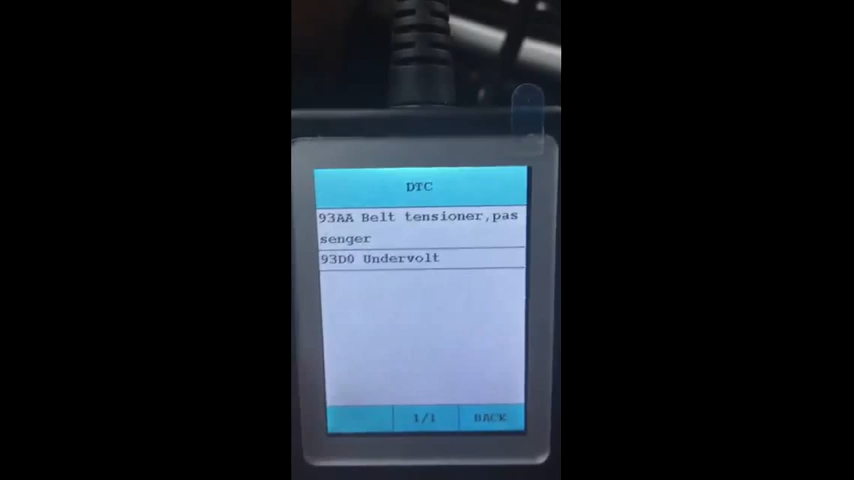 DTC
93AA Belt tensioner,pas
senger
93D0 Undervolt
1/1 BACK